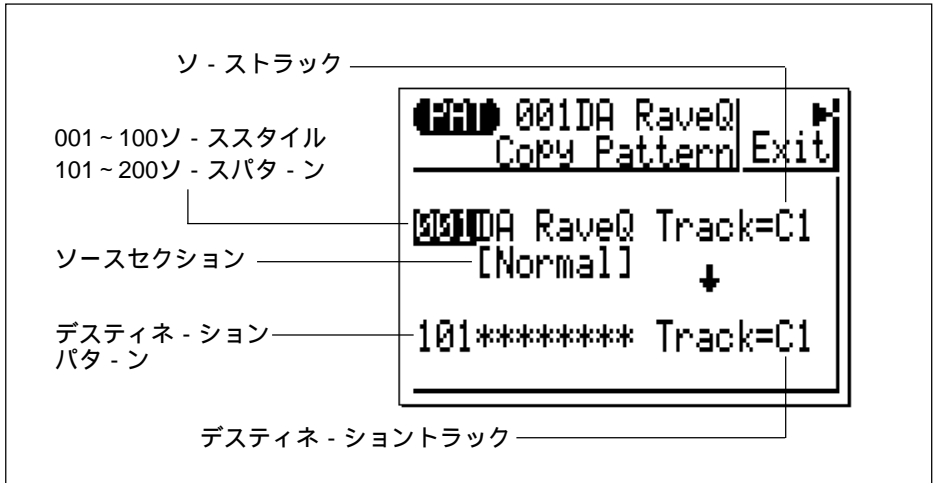 ソ - ストラック
001 ~ 100ソ - ススタイル
101 ~ 200ソ - スパタ - ン
ソースセクション
デスティネ - ション
パタ - ン
デスティネ - ショントラック
PAT 001DA RaveQ
Copy Pattern Exit
001DA RaveQ Track=C1
[Normal]
101******** Track=C1